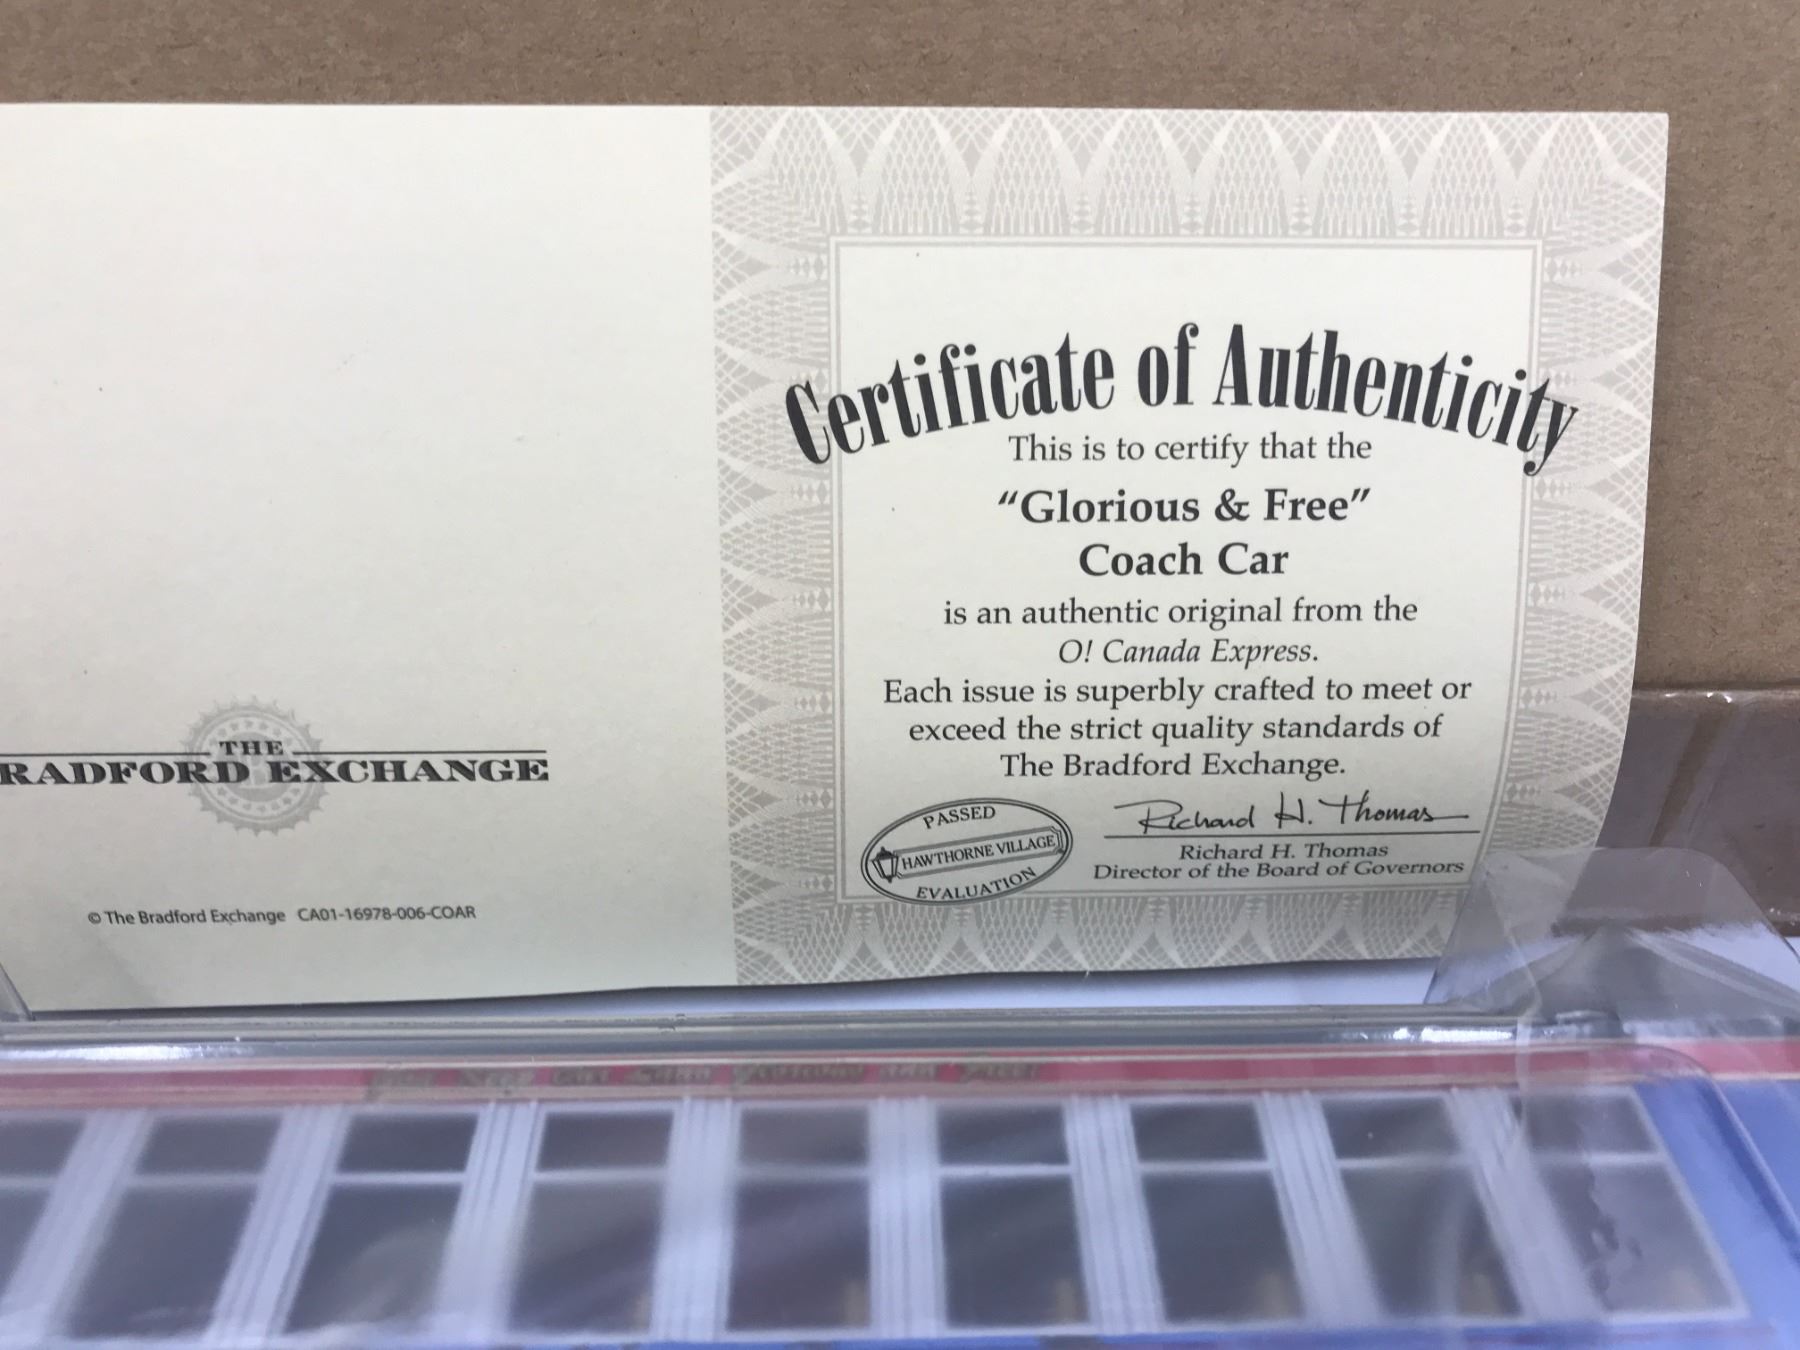 THE
RADFORD EXCHANGE
© The Bradford Exchange CA01-16978-006-COAR
Certificate of Authenticity
This is to certify that the
“Glorious & Free”
Coach Car
is an authentic original from the
O! Canada Express.
Each issue is superbly crafted to meet or
exceed the strict quality standards of
The Bradford Exchange.
PASSED
HAWTHORNE VILLAGE
EVALUATION
Richard H. Thomas
Richard H. Thomas
Director of the Board of Governors